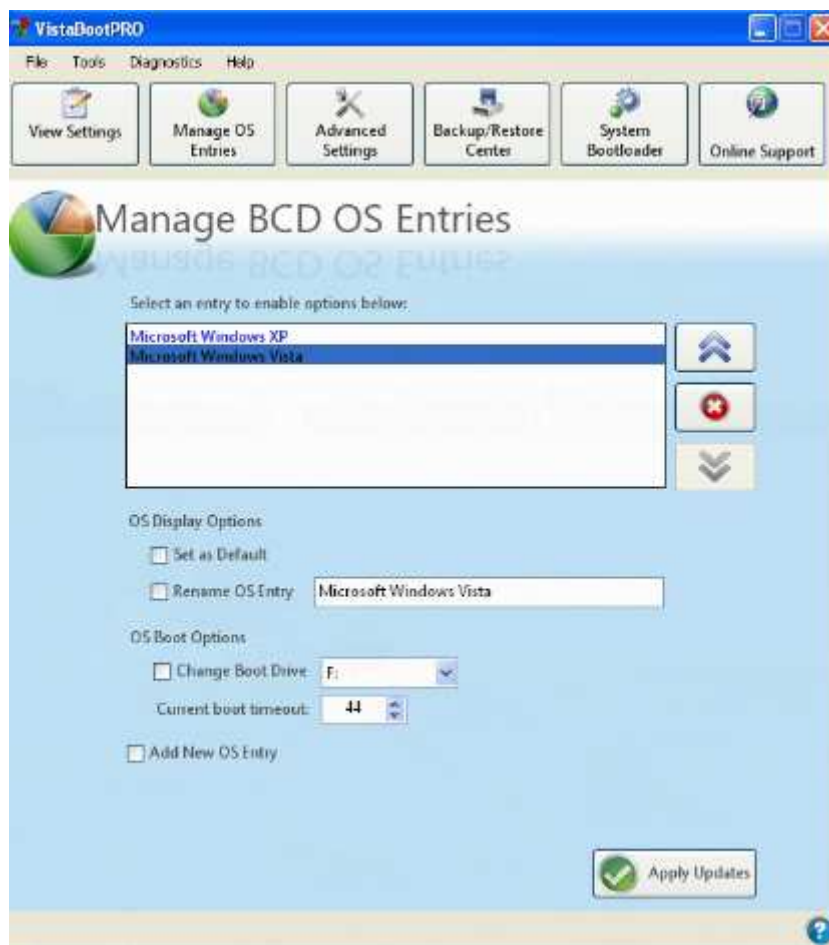 VistaBootPRO
File Tools Diagnostics Help
View Settings
Manage OS Entries
Advanced Settings
Backup/Restore Center
System Bootloader
Online Support
Manage BCD OS Entries
Select an entry to enable options below:
Microsoft Windows XP
Microsoft Windows Vista
OS Display Options
Set as Default
Rename OS Entry Microsoft Windows Vista
OS Boot Options
Change Boot Drive F:
Current boot timeout: 44
Add New OS Entry
Apply Updates